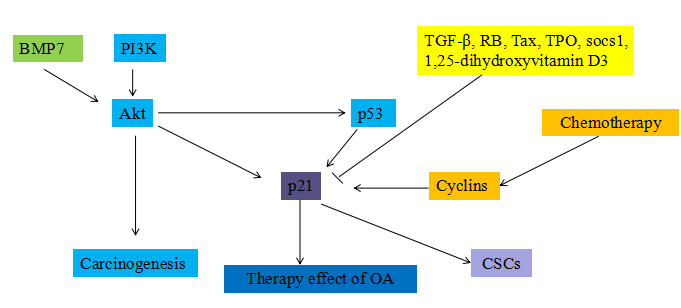 BMP7
PI3K
TGF-β, RB, Tax, TPO, socs1,
1,25-dihydroxyvitamin D3
Akt
p53
Chemotherapy
p21
Cyclins
Carcinogenesis
Therapy effect of OA
CSCs